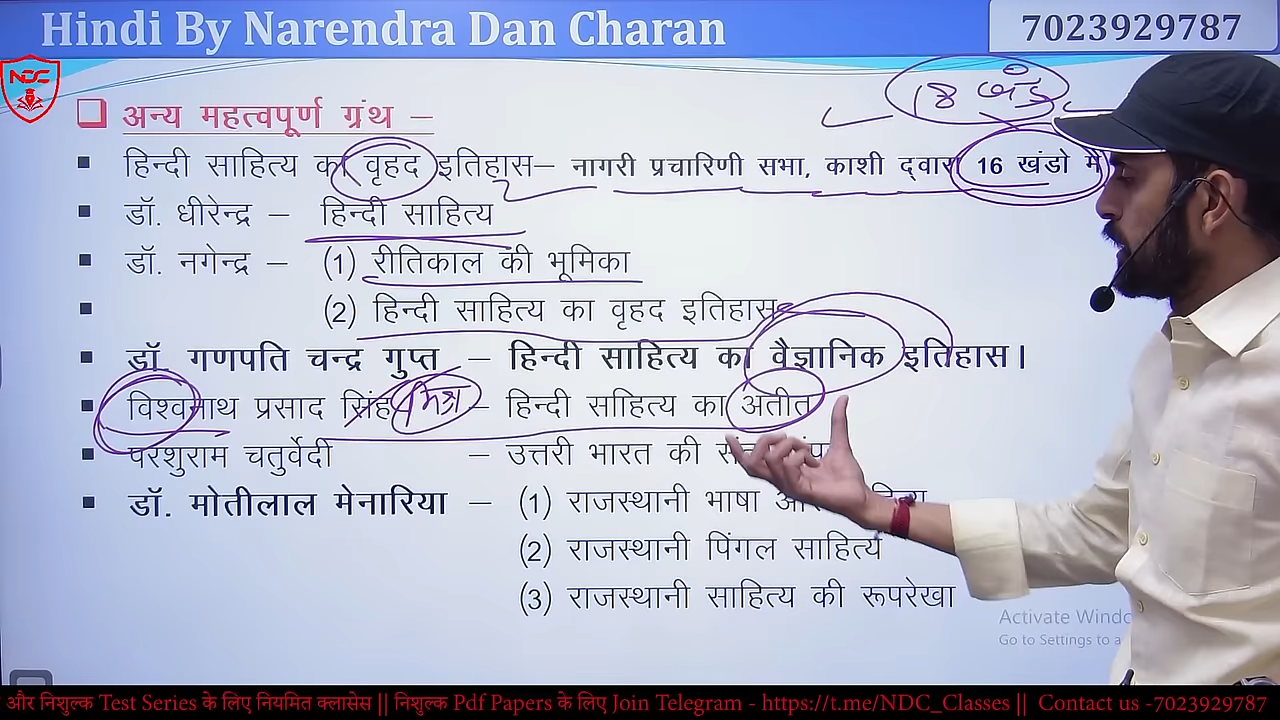 Hindi By Narendra Dan Charan
7023929787
NDC
18 खंड
अन्य महत्वपूर्ण ग्रंथ –
हिन्दी साहित्य का वृहद इतिहास– नागरी प्रचारिणी सभा, काशी द्वारा 16 खंडो में
डॉ. धीरेन्द्र – हिन्दी साहित्य
डॉ. नगेन्द्र – (1) रीतिकाल की भूमिका
(2) हिन्दी साहित्य का वृहद इतिहास
डॉ. गणपति चन्द्र गुप्त – हिन्दी साहित्य का वैज्ञानिक इतिहास।
विश्वनाथ प्रसाद सिंह मिश्र – हिन्दी सहित्य का अतीत
परशुराम चतुर्वेदी – उत्तरी भारत की
डॉ. मोतीलाल मेनारिया – (1) राजस्थानी भाषा
(2) राजस्थानी पिंगल साहित्य
(3) राजस्थानी साहित्य की रूपरेखा
Activate Windo
Go to Settings to a
और निशुल्क Test Series के लिए नियमित क्लासेस || निशुल्क Pdf Papers के लिए Join Telegram - https://t.me/NDC_Classes || Contact us -7023929787